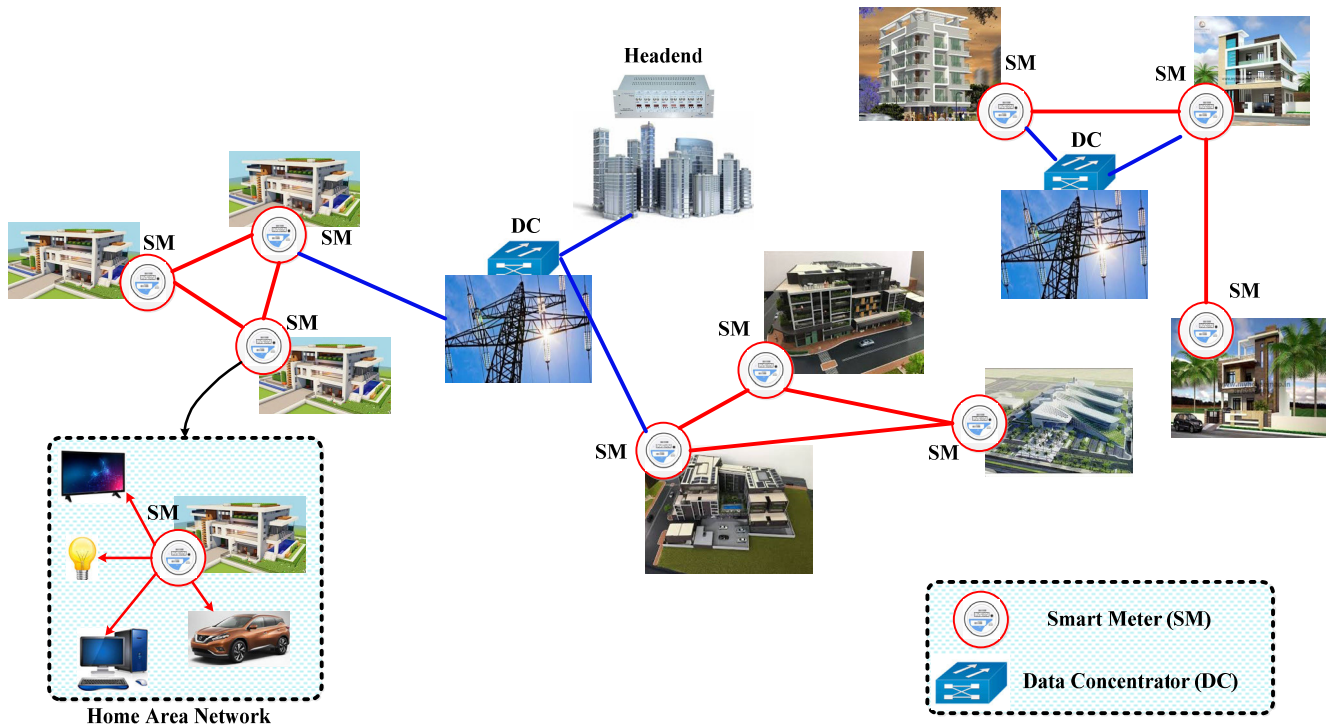 Headend
SM
SM
DC
SM
SM
DC
SM
SM
SM
SM
SM
SM
SM
Home Area Network
Smart Meter (SM)
Data Concentrator (DC)